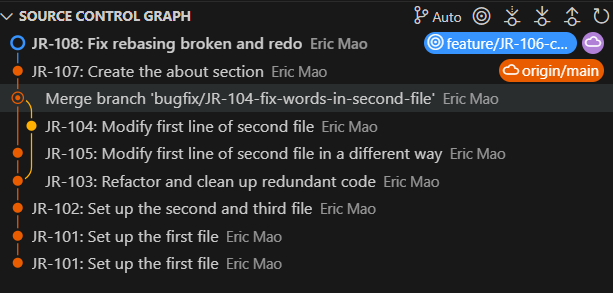 SOURCE CONTROL GRAPH Auto
JR-108: Fix rebasing broken and redo Eric Mao feature/JR-106-c...
JR-107: Create the about section Eric Mao origin/main
Merge branch 'bugfix/JR-104-fix-words-in-second-file' Eric Mao
JR-104: Modify first line of second file Eric Mao
JR-105: Modify first line of second file in a different way Eric Mao
JR-103: Refactor and clean up redundant code Eric Mao
JR-102: Set up the second and third file Eric Mao
JR-101: Set up the first file Eric Mao
JR-101: Set up the first file Eric Mao